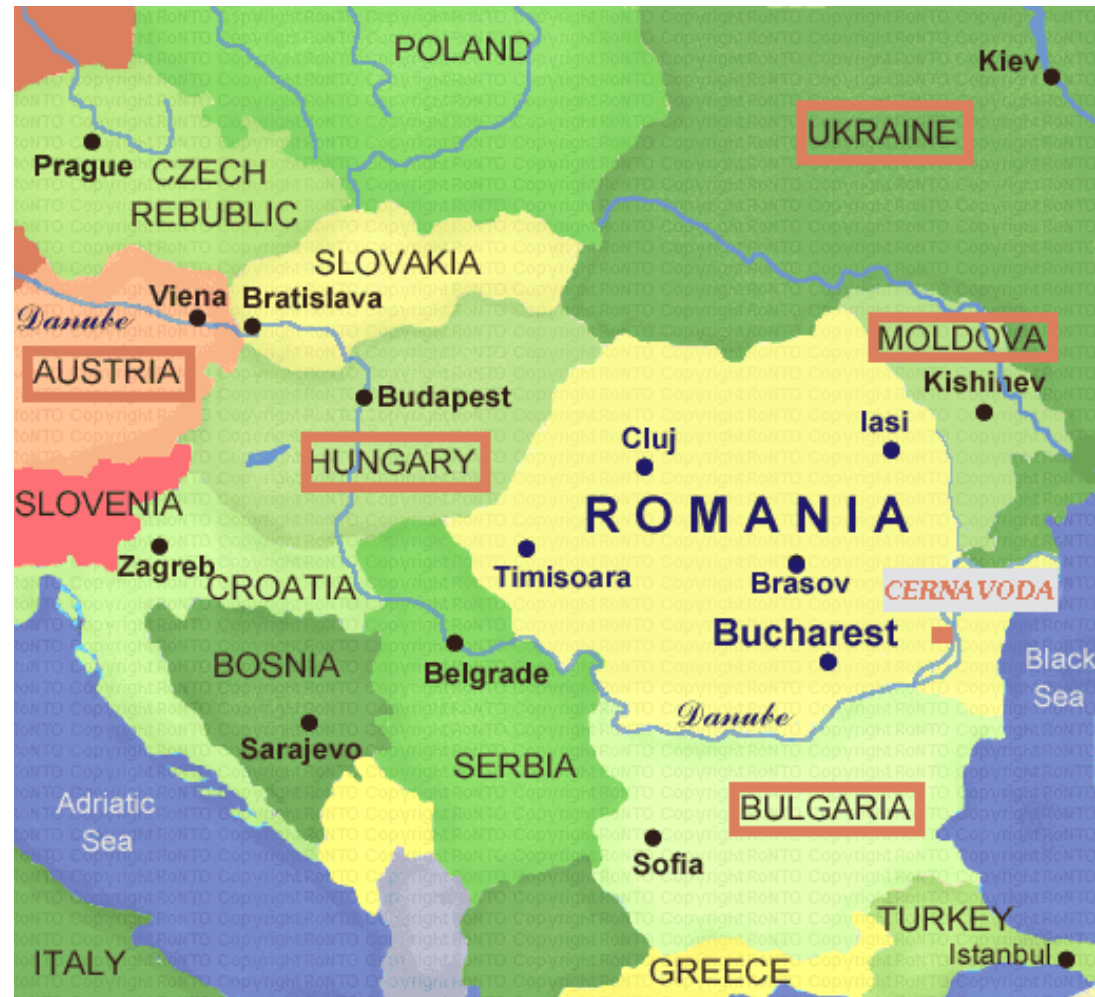 POLAND
Kiev
UKRAINE
Prague
CZECH
REBUBLIC
SLOVAKIA
Viena
Bratislava
Danube
MOLDOVA
AUSTRIA
Kishinev
Budapest
Iasi
Cluj
HUNGARY
SLOVENIA
ROMANIA
Zagreb
Timisoara
Brasov
CERNAVODA
CROATIA
Bucharest
BOSNIA
Belgrade
Black
Sea
Danube
Sarajevo
SERBIA
Adriatic
Sea
BULGARIA
Sofia
TURKEY
Istanbul
ITALY
GREECE
Copyright RoNTO